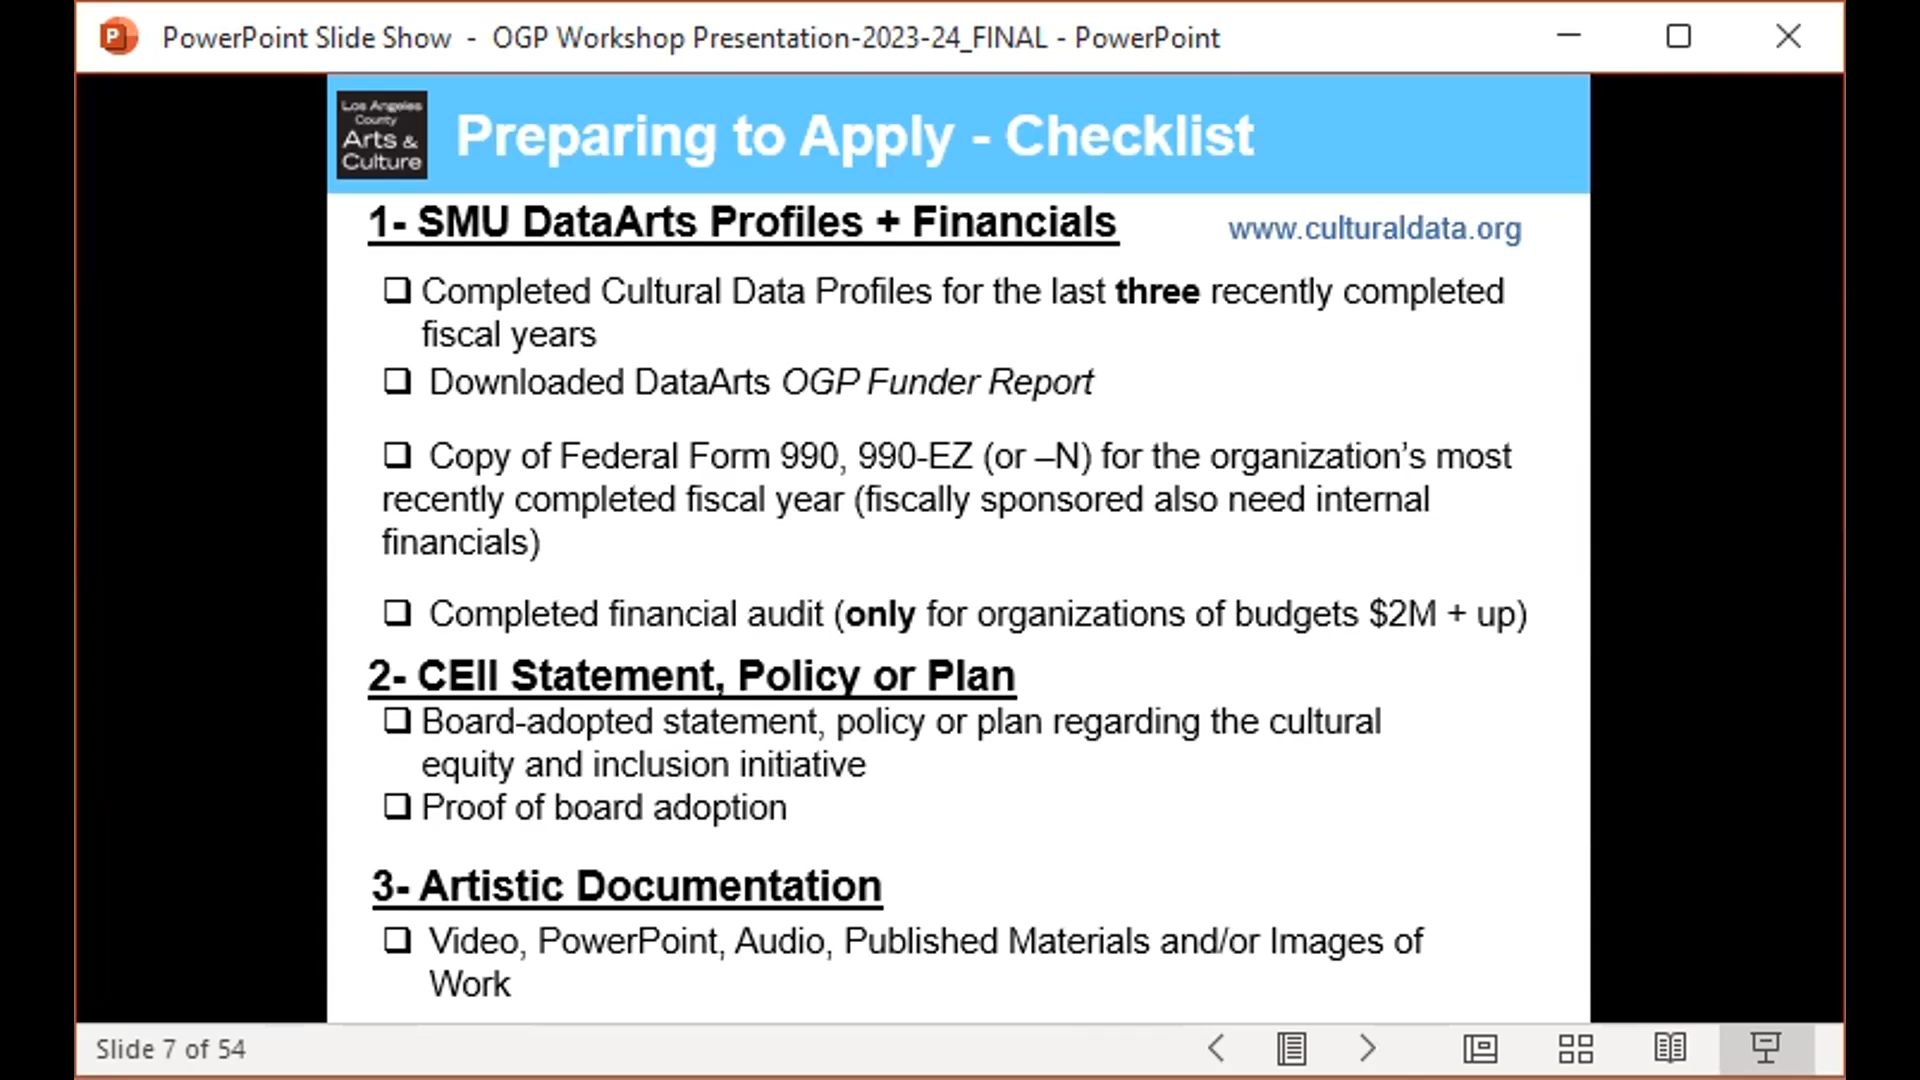 PowerPoint Slide Show - OGP Workshop Presentation-2023-24_FINAL - PowerPoint
Los Angeles
County
Arts &
Culture
Preparing to Apply - Checklist
1- SMU DataArts Profiles + Financials
www.culturaldata.org
Completed Cultural Data Profiles for the last three recently completed
fiscal years
Downloaded DataArts OGP Funder Report
Copy of Federal Form 990, 990-EZ (or –N) for the organization’s most
recently completed fiscal year (fiscally sponsored also need internal
financials)
Completed financial audit (only for organizations of budgets $2M + up)
2- CEII Statement, Policy or Plan
Board-adopted statement, policy or plan regarding the cultural
equity and inclusion initiative
Proof of board adoption
3- Artistic Documentation
Video, PowerPoint, Audio, Published Materials and/or Images of
Work
Slide 7 of 54